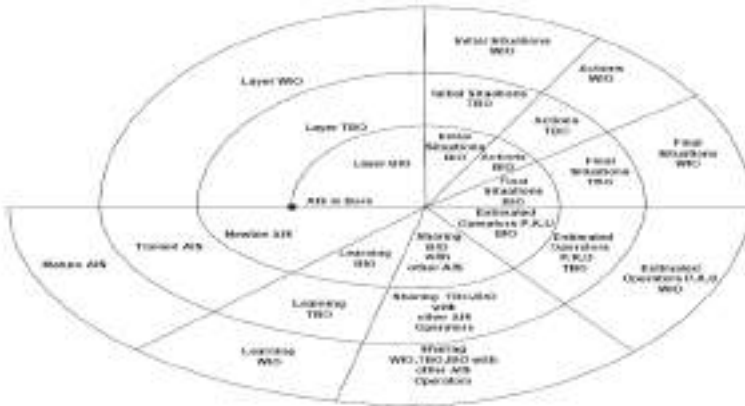 Initial Situations
WIO
Actions
WIO
Layer WIO
Initial Situations
TBO
Actions
TBO
Final
Situations
WIO
Layer TBO
Initial
Situations
BIO
Actions
BIO
Final
Situations
TBO
Layer BIO
Final
Situations
BIO
AIS is Born
Newbie AIS
Trained AIS
Mature AIS
Estimated
Operators P.K.U
BIO
Estimated
Operators
P.K.U
TBO
Estimated
Operators P.K.U
WIO
Sharing
BIO
with
other AIS
Learning
BIO
Learning
TBO
Learning
WIO
Sharing
with
other AIS
Operators
Sharing
WIO,TBO,BIO with
other AIS
Operators